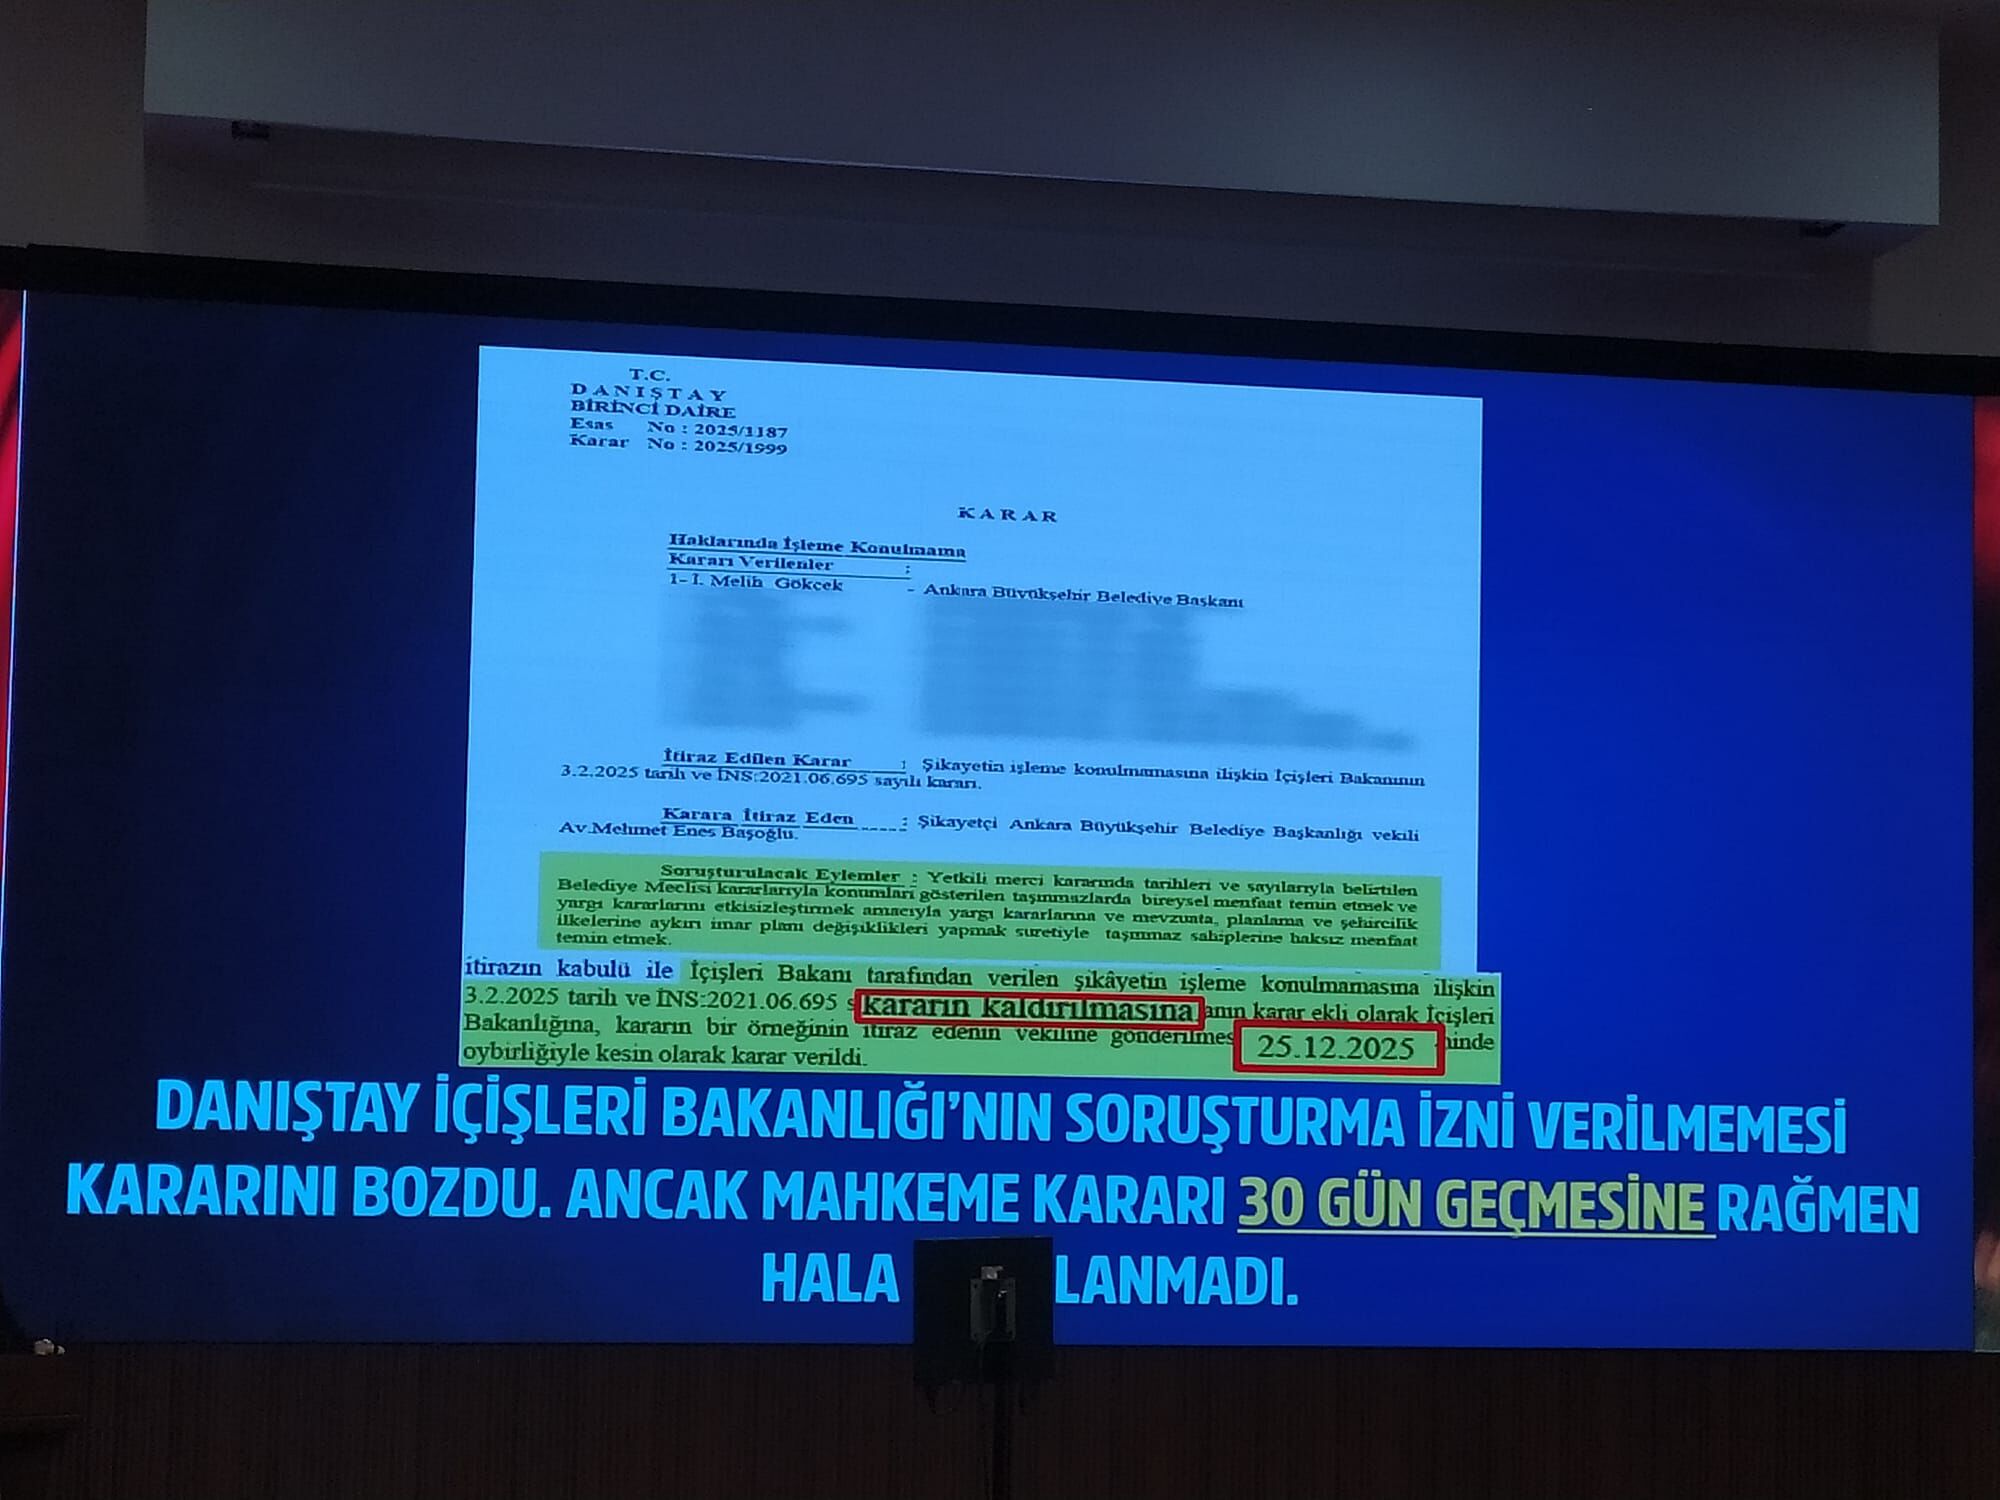 T.C.
DANIŞTAY
BİRİNCİ DAİRE
Esas No : 2025/1187
Karar No : 2025/1999
KARAR
Haklarında İşleme Konulmama
Kararı Verilenler :
1- İ. Melih Gökçek - Ankara Büyükşehir Belediye Başkanı
İtiraz Edilen Karar : Şikayetin işleme konulmamasına ilişkin İçişleri Bakanının
3.2.2025 tarih ve İNS:2021.06.695 sayılı kararı.
Karara İtiraz Eden : Şikayetçi Ankara Büyükşehir Belediye Başkanlığı vekili
Av.Mehmet Enes Başoğlu.
Soruşturulacak Eylemler : Yetkili merci kararında tarihleri ve sayılarıyla belirtilen
Belediye Meclisi kararlarıyla konumları gösterilen taşınmazlarda bireysel menfaat temin etmek ve
yargı kararlarını etkisizleştirmek amacıyla yargı kararlarına ve mevzuata, planlama ve şehircilik
ilkelerine aykırı imar planı değişiklikleri yapmak suretiyle taşınmaz sahiplerine haksız menfaat
temin etmek.
itirazın kabulü ile İçişleri Bakanı tarafından verilen şikâyetin işleme konulmamasına ilişkin
3.2.2025 tarih ve İNS:2021.06.695 s kararın kaldırılmasına anın karar ekli olarak İçişleri
Bakanlığına, kararın bir örneğinin itiraz edenin vekiline gönderilmes 25.12.2025 hinde
oybirliğiyle kesin olarak karar verildi.
DANIŞTAY İÇİŞLERİ BAKANLIĞI'NIN SORUŞTURMA İZNİ VERİLMEMESİ
KARARINI BOZDU. ANCAK MAHKEME KARARI 30 GÜN GEÇMESİNE RAĞMEN
HALA LANMADI.